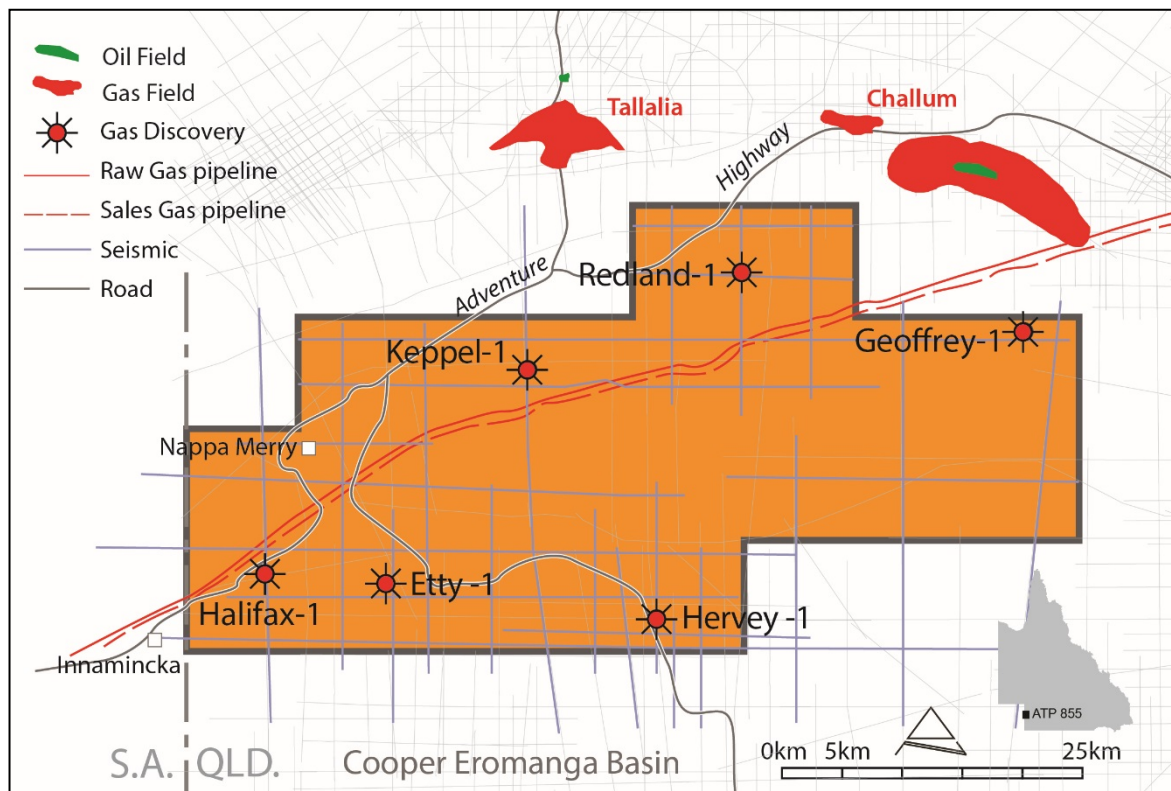 Oil Field
Gas Field
Gas Discovery
Raw Gas pipeline
Sales Gas pipeline
Seismic
Road
Tallalia
Challum
Highway
Adventure
Redland-1
Keppel-1
Geoffrey-1
Nappa Merry
Halifax-1
Etty -1
Hervey -1
Innamincka
ATP 855
S.A. QLD. Cooper Eromanga Basin
0km 5km 25km